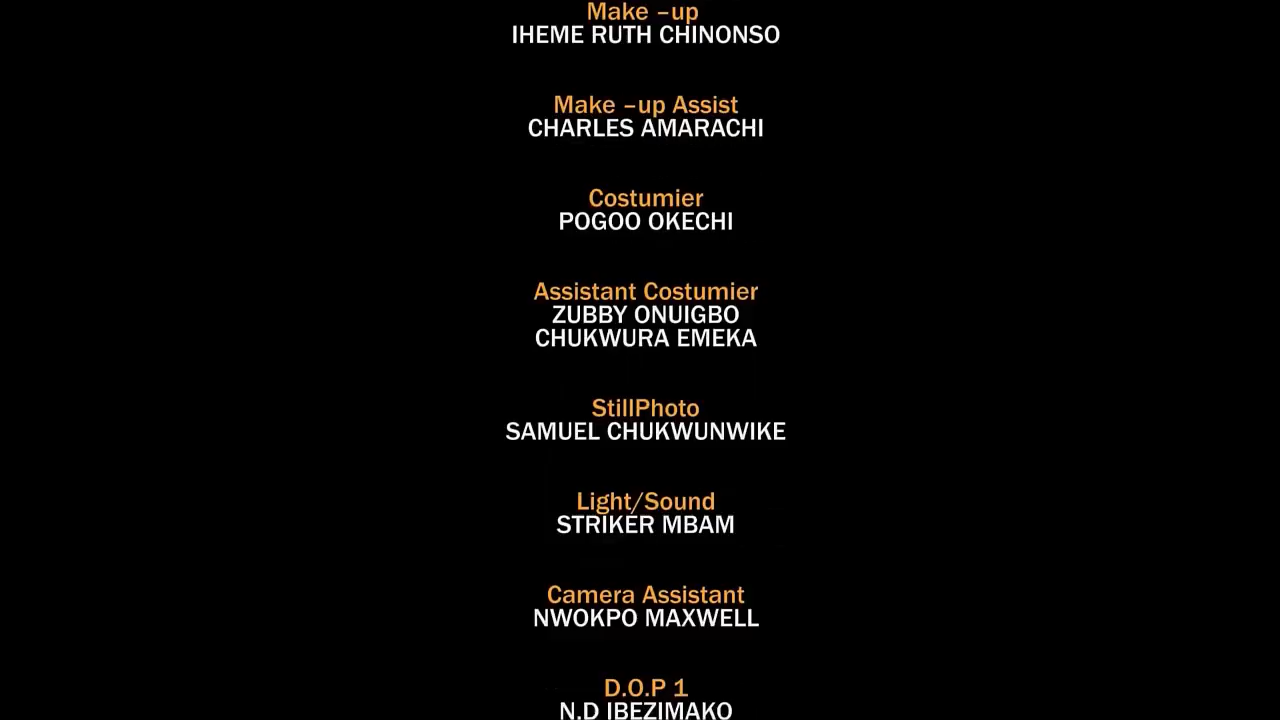 Make –up
IHEME RUTH CHINONSO
Make –up Assist
CHARLES AMARACHI
Costumier
POGOO OKECHI
Assistant Costumier
ZUBBY ONUIGBO
CHUKWURA EMEKA
StillPhoto
SAMUEL CHUKWUNWIKE
Light/Sound
STRIKER MBAM
Camera Assistant
NWOKPO MAXWELL
D.O.P 1
N.D IBEZIMAKO